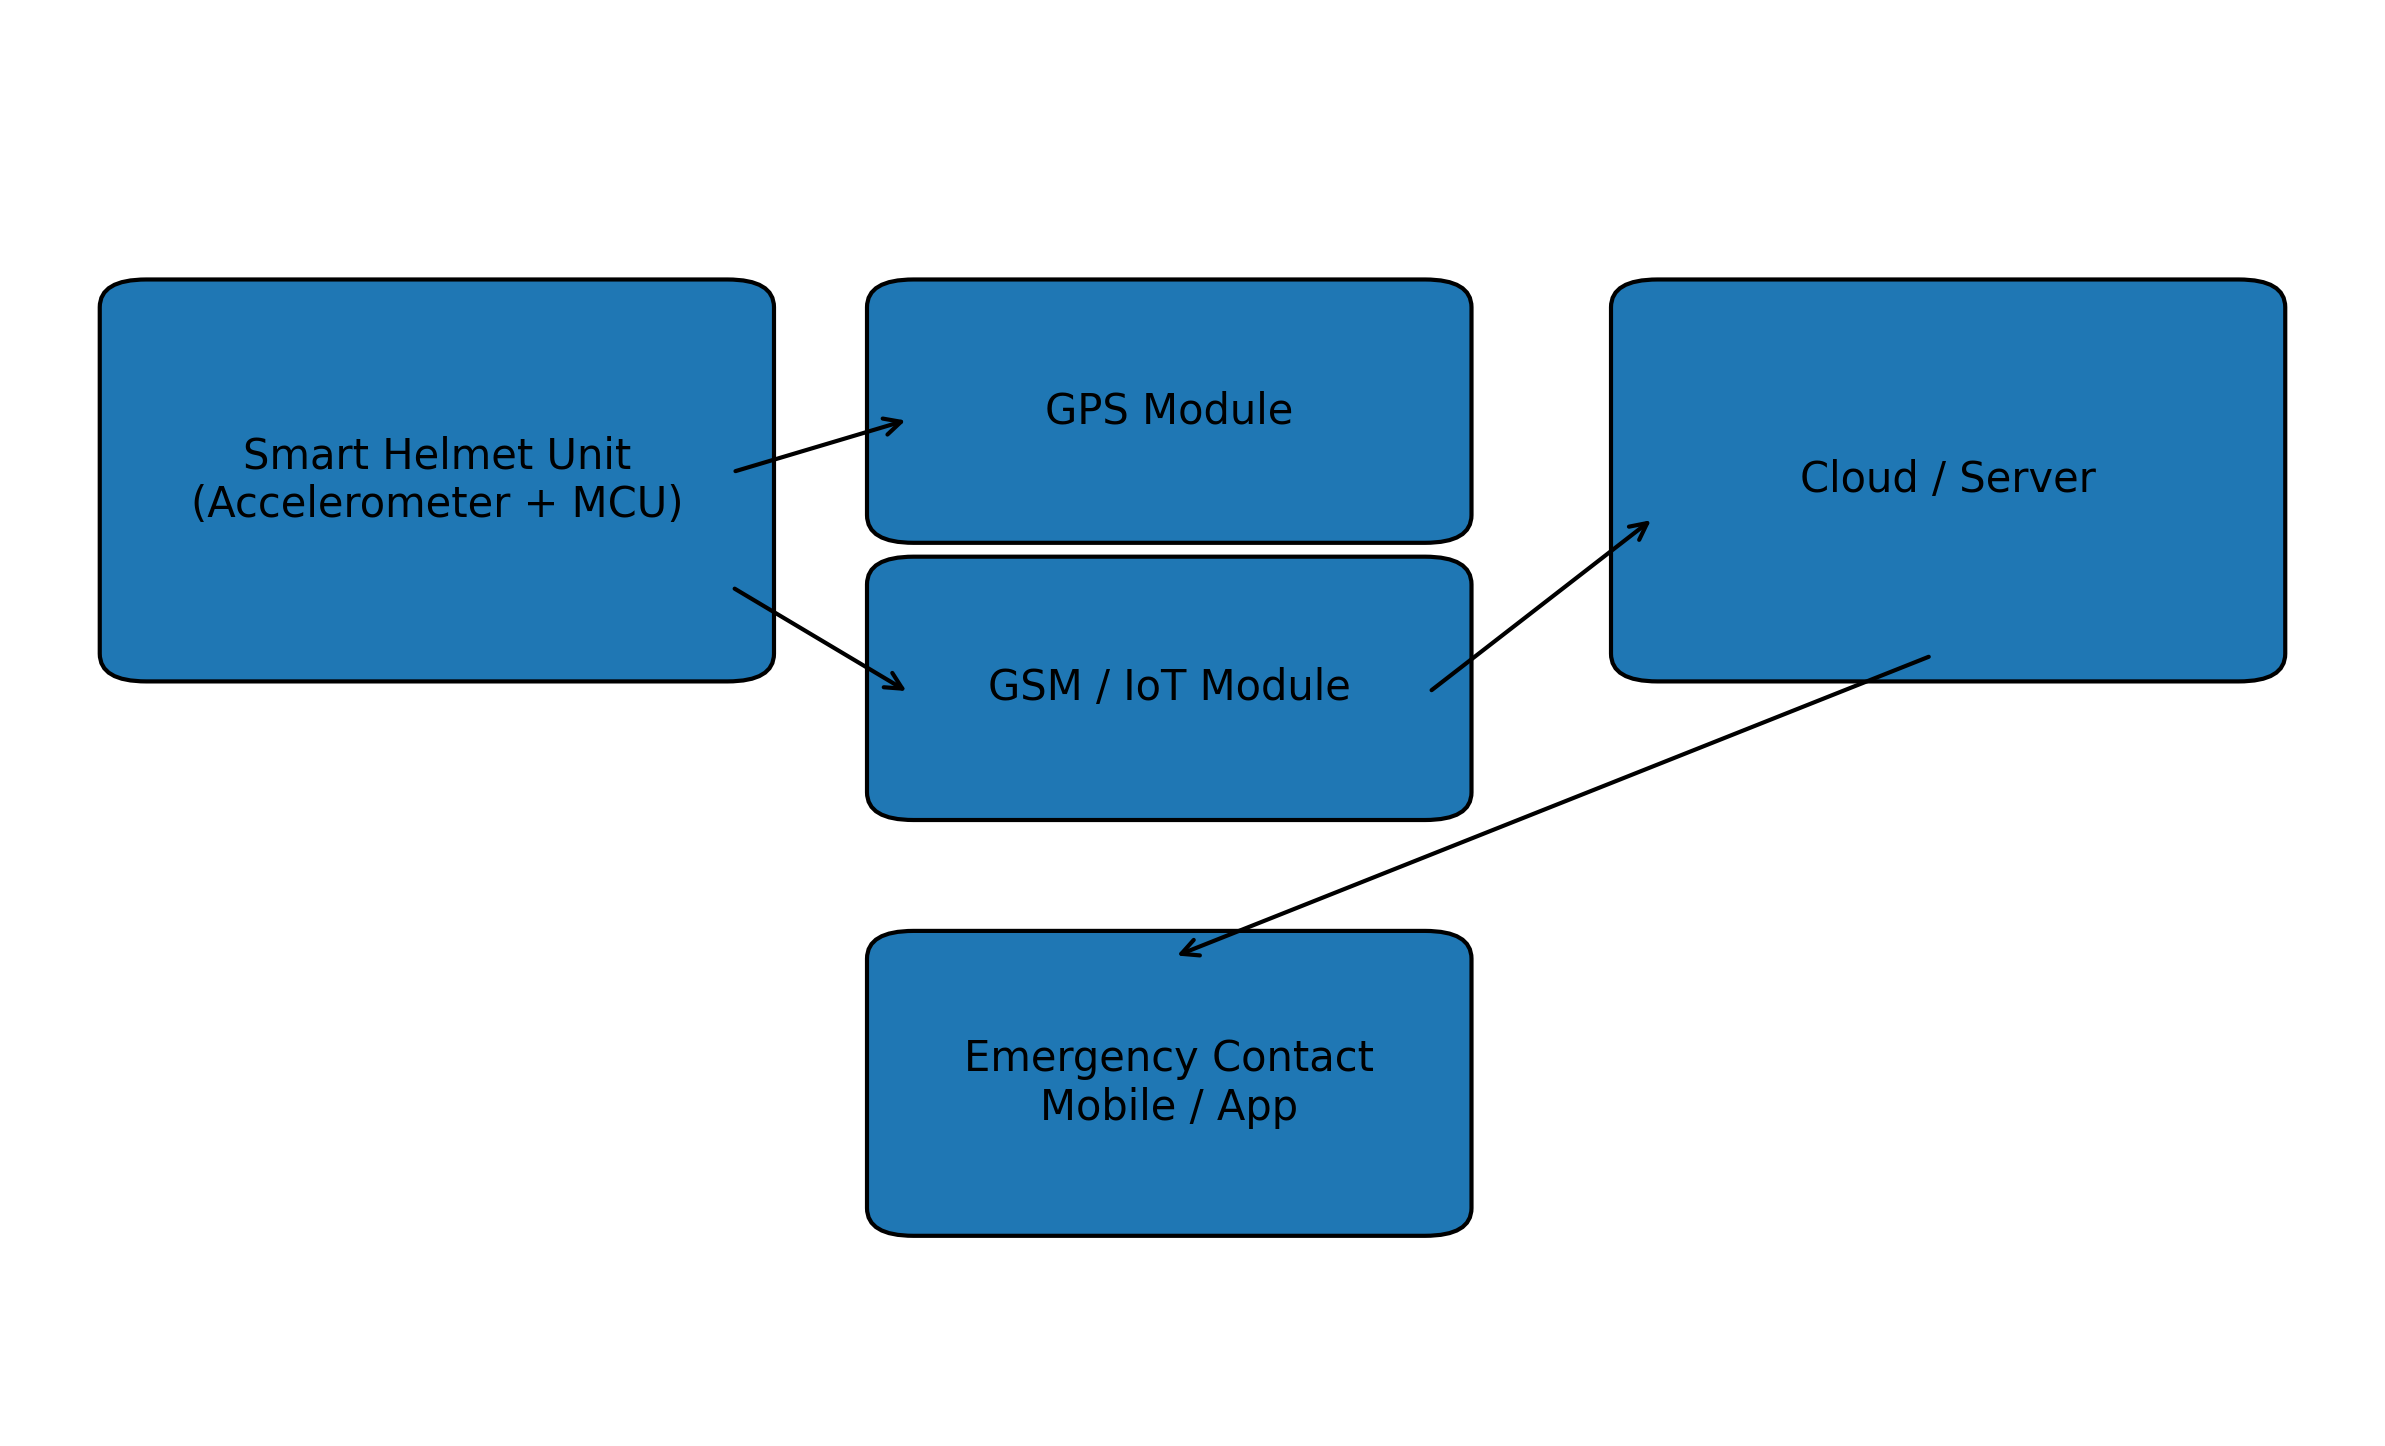 Smart Helmet Unit
(Accelerometer + MCU)
GPS Module
GSM / IoT Module
Cloud / Server
Emergency Contact
Mobile / App